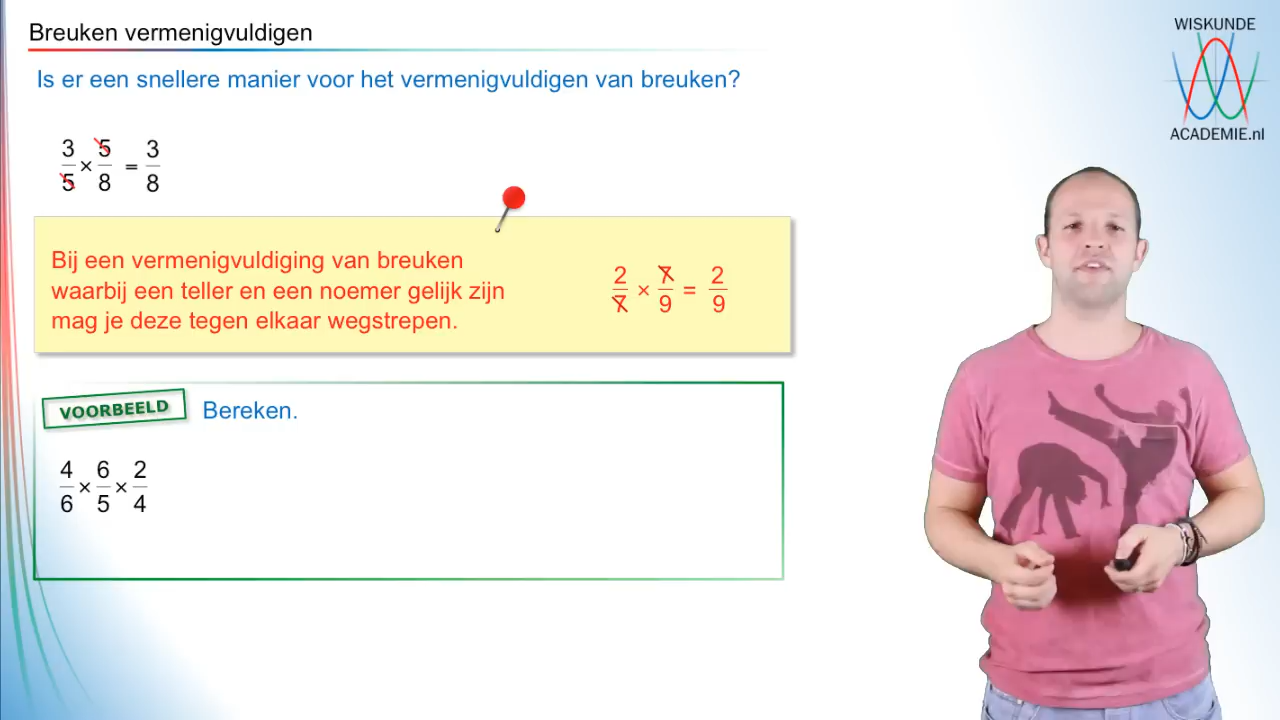 Breuken vermenigvuldigen
WISKUNDE
ACADEMIE.nl
Is er een snellere manier voor het vermenigvuldigen van breuken?
3/5 × 5/8 = 3/8
Bij een vermenigvuldiging van breuken
waarbij een teller en een noemer gelijk zijn
mag je deze tegen elkaar wegstrepen.
2/7 × 7/9 = 2/9
VOORBEELD Bereken.
4/6 × 6/5 × 2/4